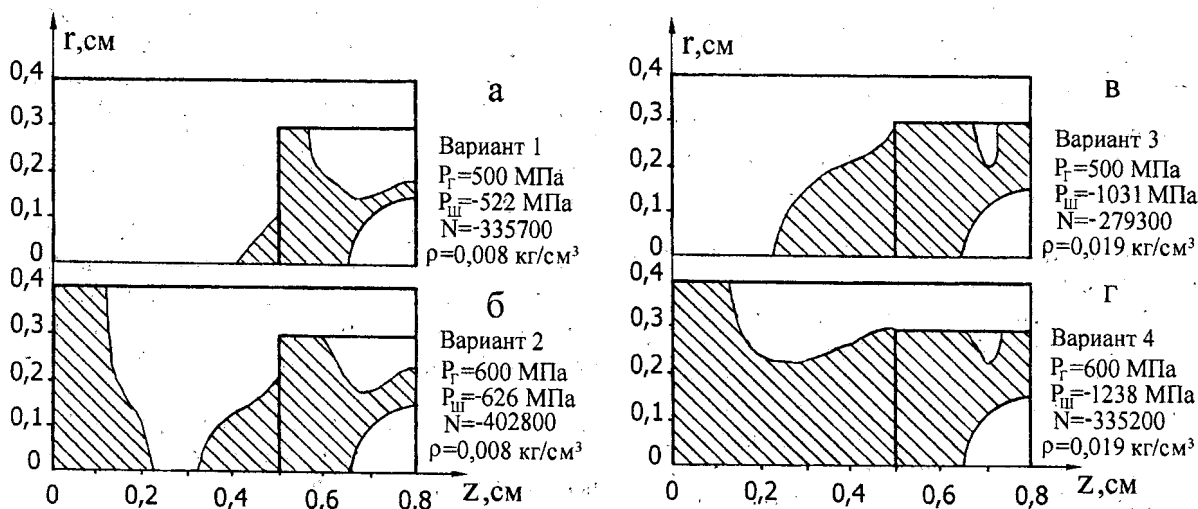 r,см
0,4
0,3
0,2
0,1
0
а
Вариант 1
PГ=500 МПа
PШ=-522 МПа
N=-335700
ρ=0,008 кг/см³
0,4
0,3
0,2
0,1
0
0
0,2
0,4
0,6
0,8
z,см
б
Вариант 2
PГ=600 МПа
PШ=-626 МПа
N=-402800
ρ=0,008 кг/см³
r,см
0,4
0,3
0,2
0,1
0
в
Вариант 3
PГ=500 МПа
PШ=-1031 МПа
N=-279300
ρ=0,019 кг/см³
0,4
0,3
0,2
0,1
0
0
0,2
0,4
0,6
0,8
z,см
г
Вариант 4
PГ=600 МПа
PШ=-1238 МПа
N=-335200
ρ=0,019 кг/см³